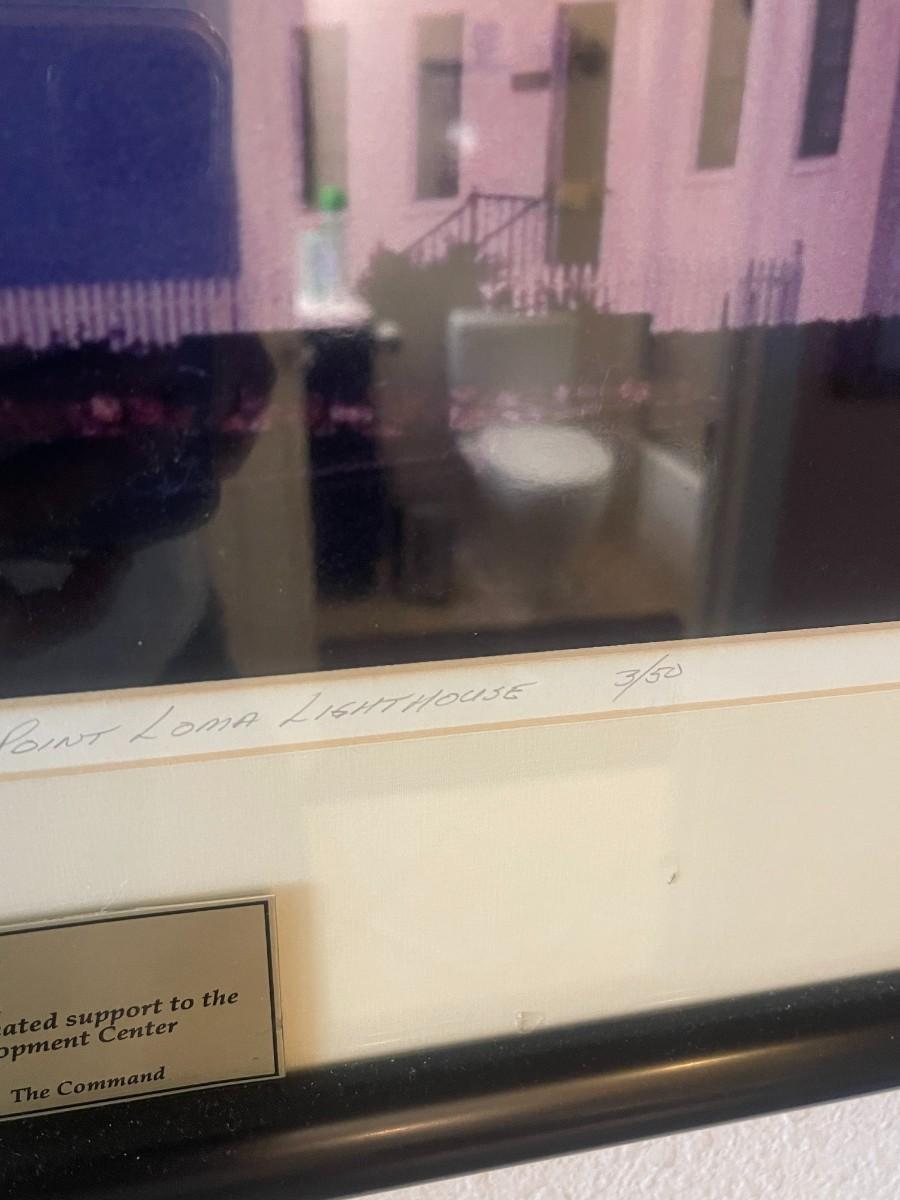 POINT LOMA LIGHTHOUSE 3/50
ated support to the
opment Center
The Command